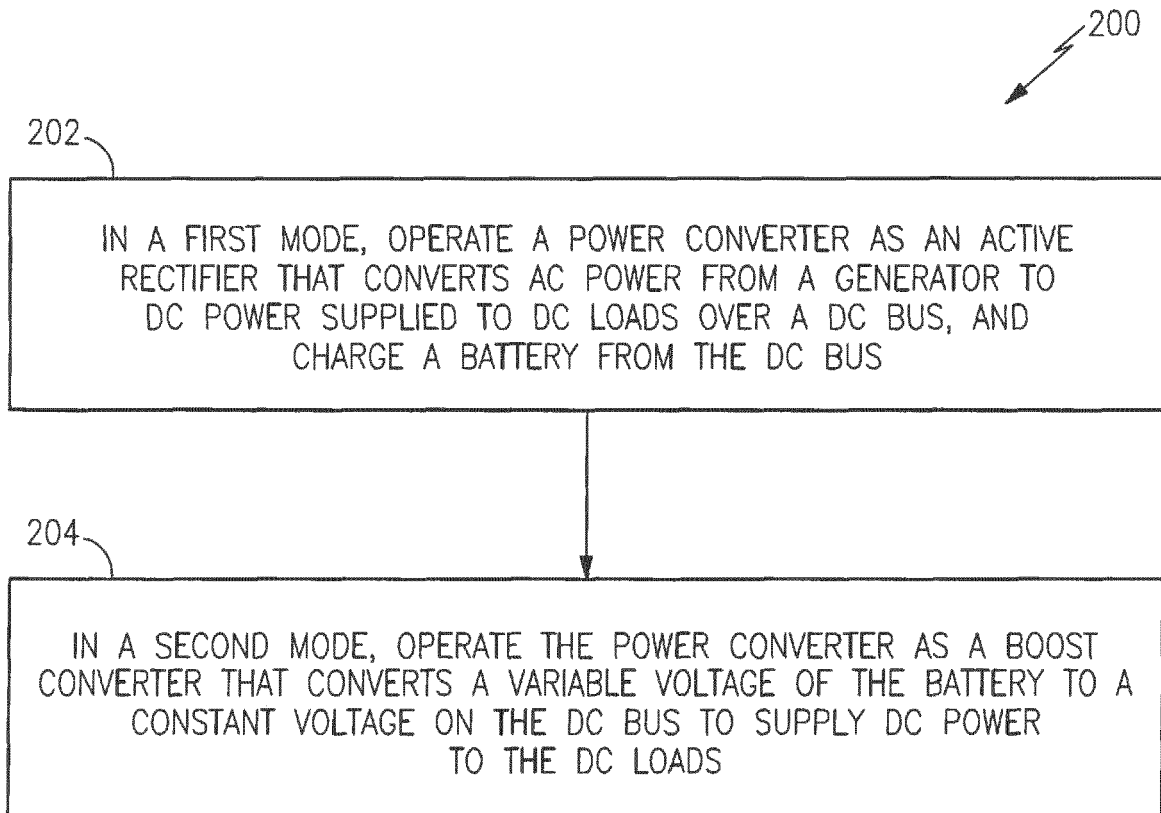 200
202
IN A FIRST MODE, OPERATE A POWER CONVERTER AS AN ACTIVE
RECTIFIER THAT CONVERTS AC POWER FROM A GENERATOR TO
DC POWER SUPPLIED TO DC LOADS OVER A DC BUS, AND
CHARGE A BATTERY FROM THE DC BUS
204
IN A SECOND MODE, OPERATE THE POWER CONVERTER AS A BOOST
CONVERTER THAT CONVERTS A VARIABLE VOLTAGE OF THE BATTERY TO A
CONSTANT VOLTAGE ON THE DC BUS TO SUPPLY DC POWER
TO THE DC LOADS